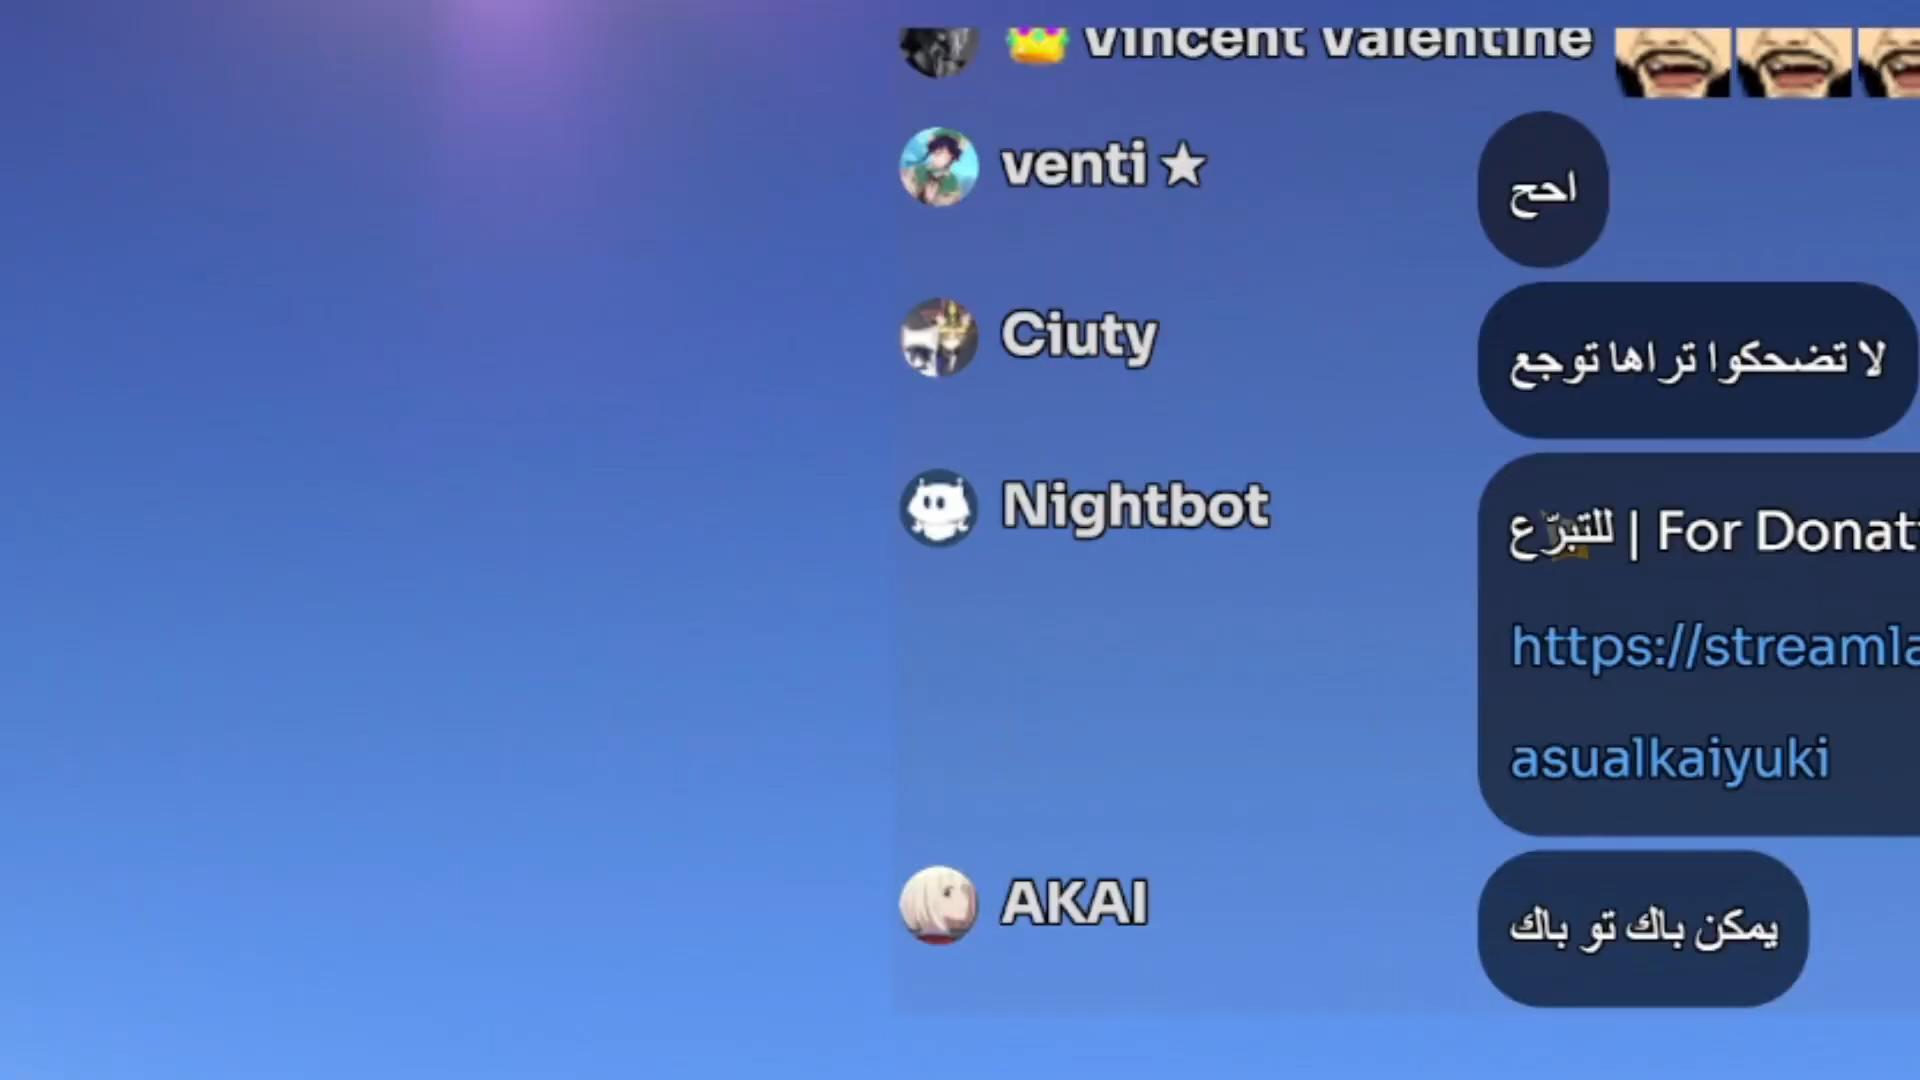 Vincent Valentine
venti ★
احح
Ciuty
لا تضحكوا تراها توجع
Nightbot
للتبرّع | For Donat
https://streamla
asualkaiyuki
AKAI
يمكن باك تو باك